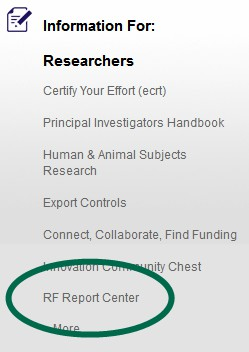 Information For:
Researchers
Certify Your Effort (ecrt)
Principal Investigators Handbook
Human & Animal Subjects
Research
Export Controls
Connect, Collaborate, Find Funding
Innovation Community Chest
RF Report Center
...More